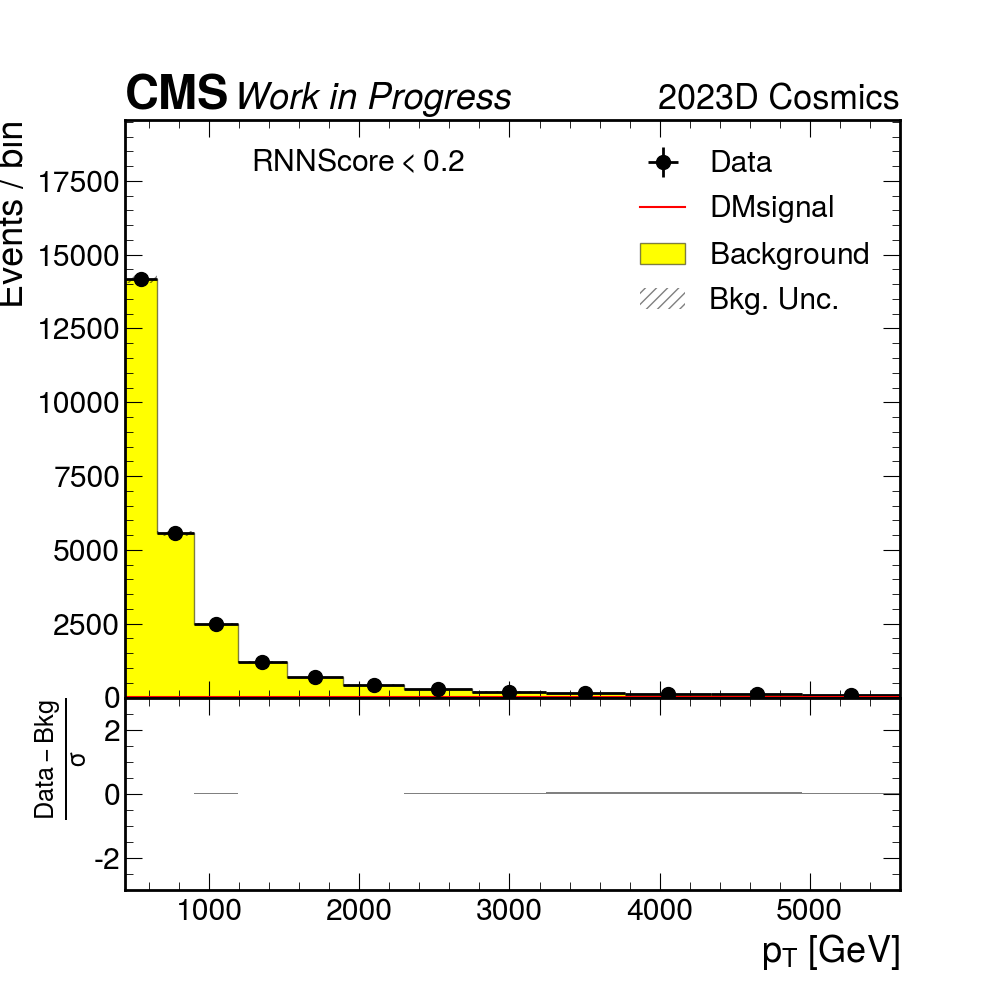 CMS Work in Progress 2023D Cosmics
Events / bin
RNNScore < 0.2
Data
DMsignal
Background
Bkg. Unc.
17500
15000
12500
10000
7500
5000
2500
0
Data – Bkg
σ
2
0
-2
1000 2000 3000 4000 5000
pT [GeV]